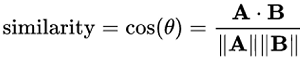 similarity = cos(θ) = A · B / ‖A‖‖B‖